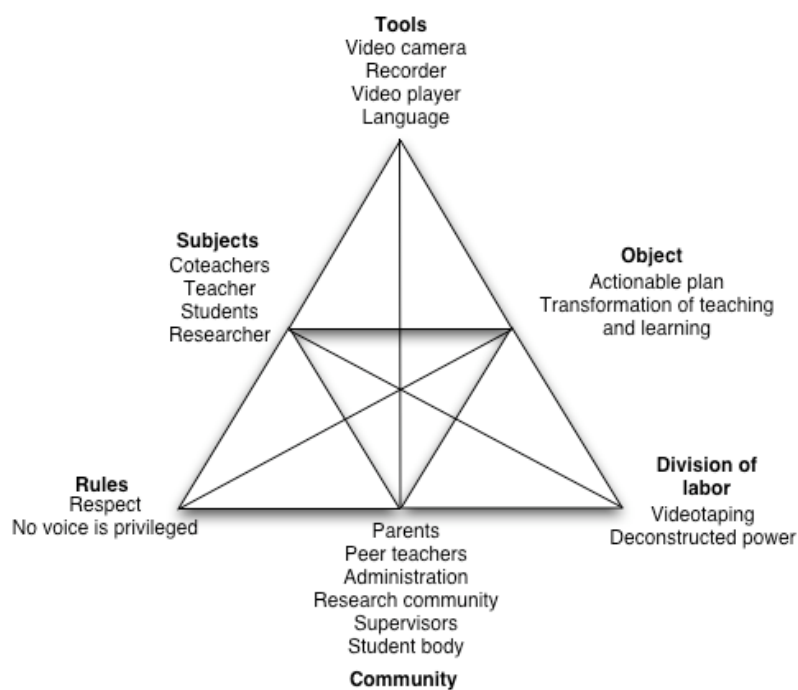 Tools
Video camera
Recorder
Video player
Language
Subjects
Coteachers
Teacher
Students
Researcher
Object
Actionable plan
Transformation of teaching
and learning
Rules
Respect
No voice is privileged
Division of
labor
Videotaping
Deconstructed power
Parents
Peer teachers
Administration
Research community
Supervisors
Student body
Community